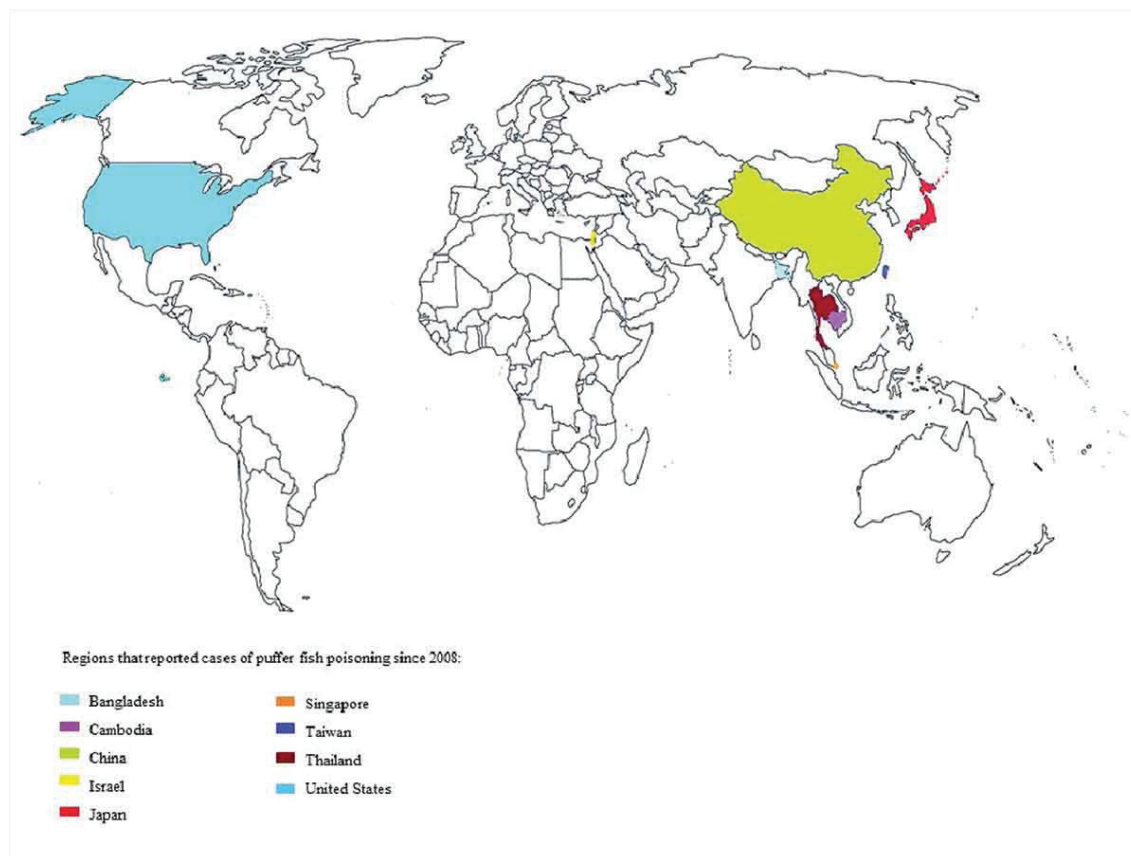 Regions that reported cases of puffer fish poisoning since 2008:
Bangladesh
Cambodia
China
Israel
Japan
Singapore
Taiwan
Thailand
United States